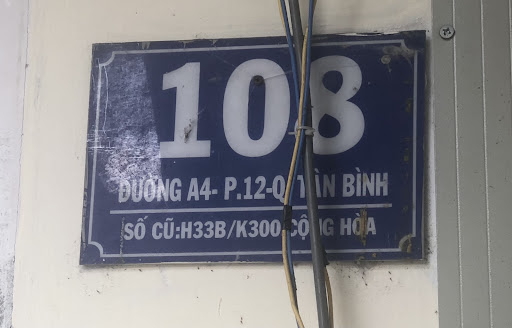 108
ĐƯỜNG A4- P.12-Q. TÂN BÌNH
SỐ CŨ:H33B/K300 CỘNG HÒA